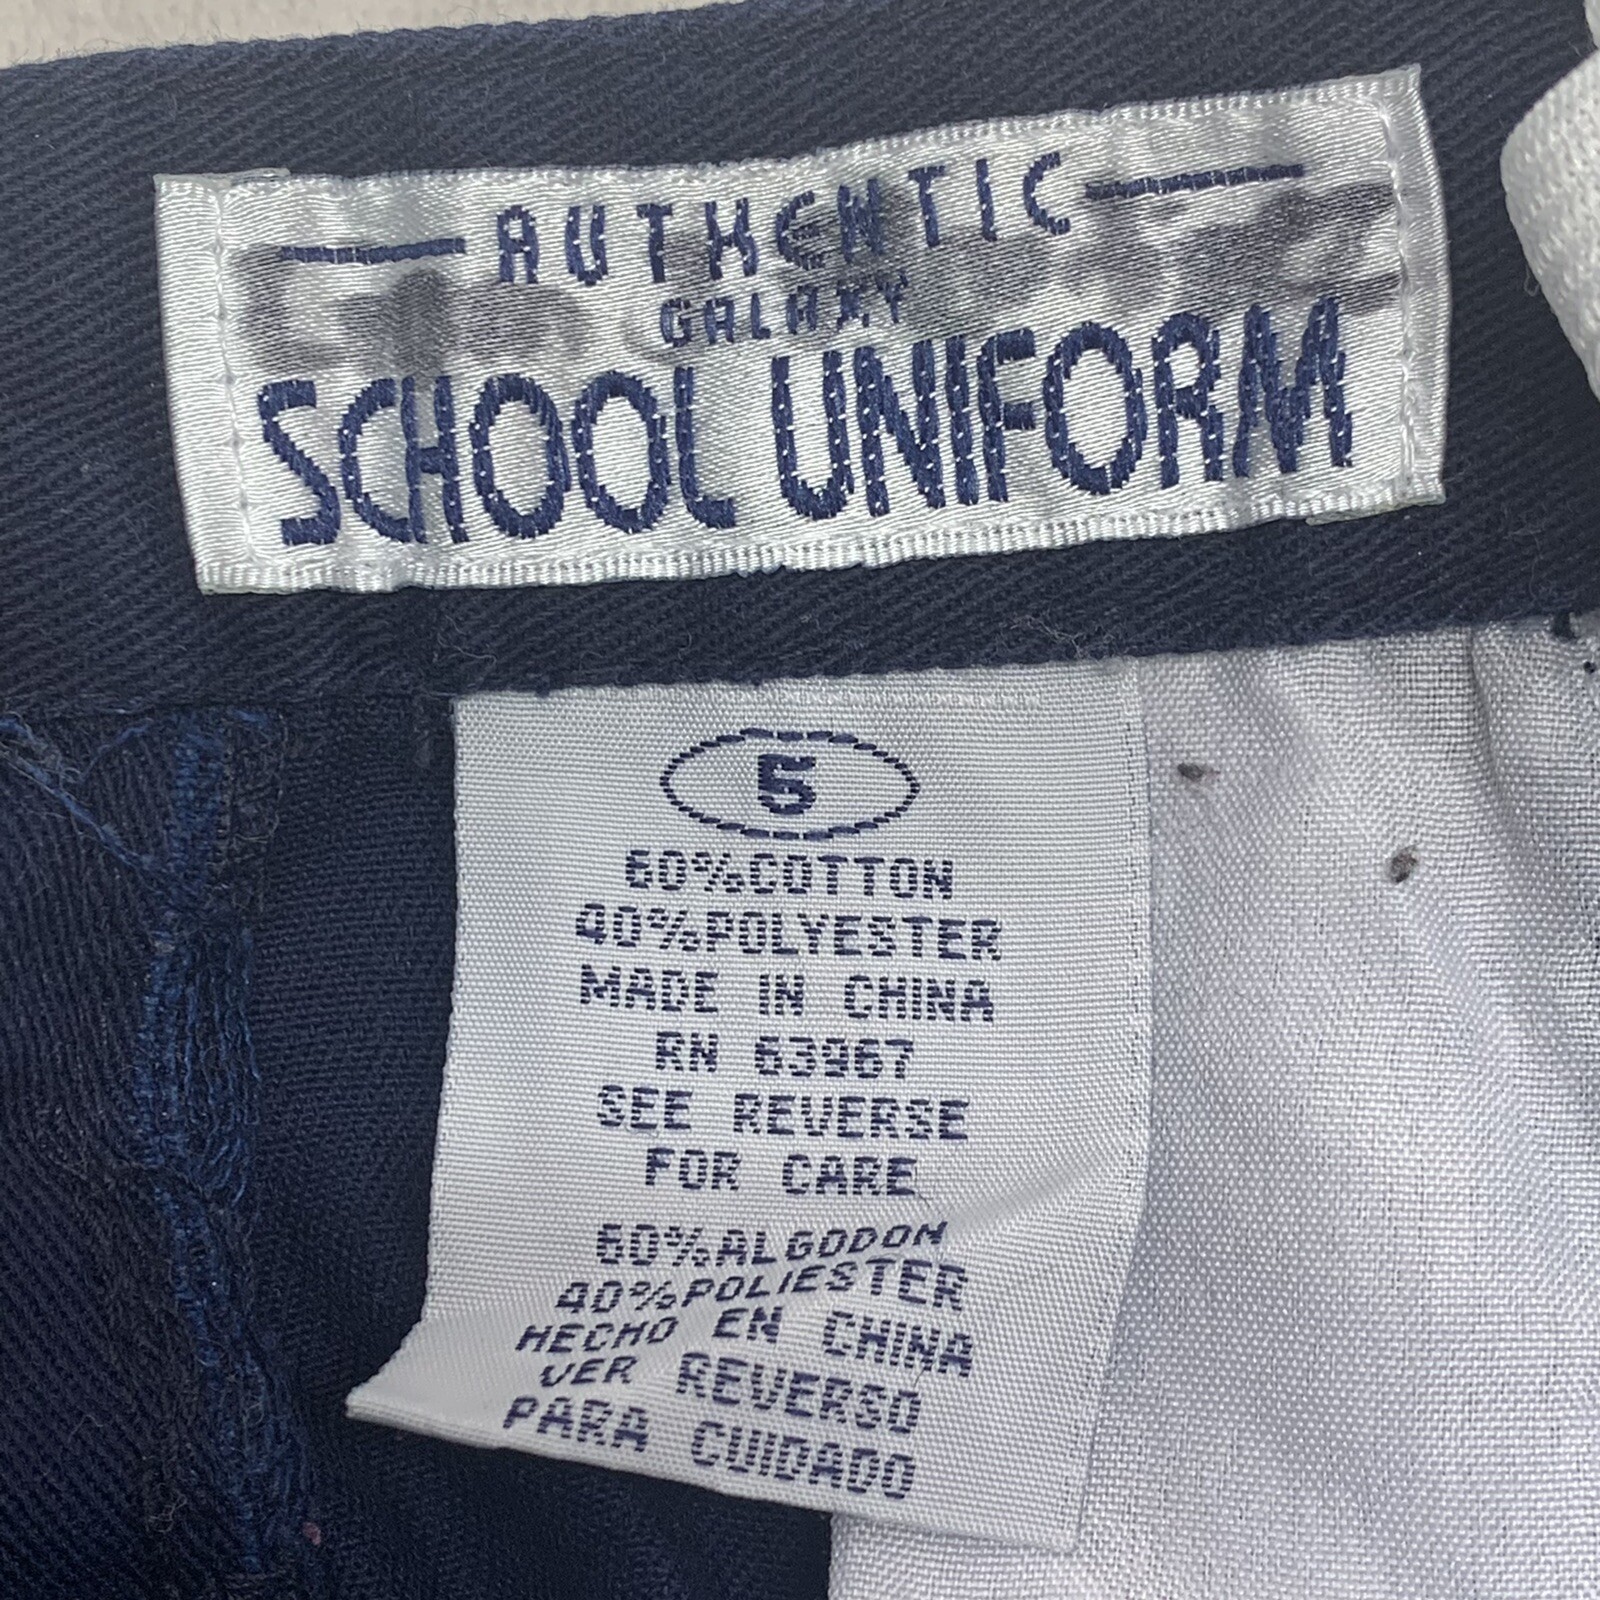 AUTHENTIC
GALAXY
SCHOOL UNIFORM
5
60%COTTON
40%POLYESTER
MADE IN CHINA
RN 63967
SEE REVERSE
FOR CARE
60%ALGODON
40%POLIESTER
HECHO EN CHINA
VER REVERSO
PARA CUIDADO